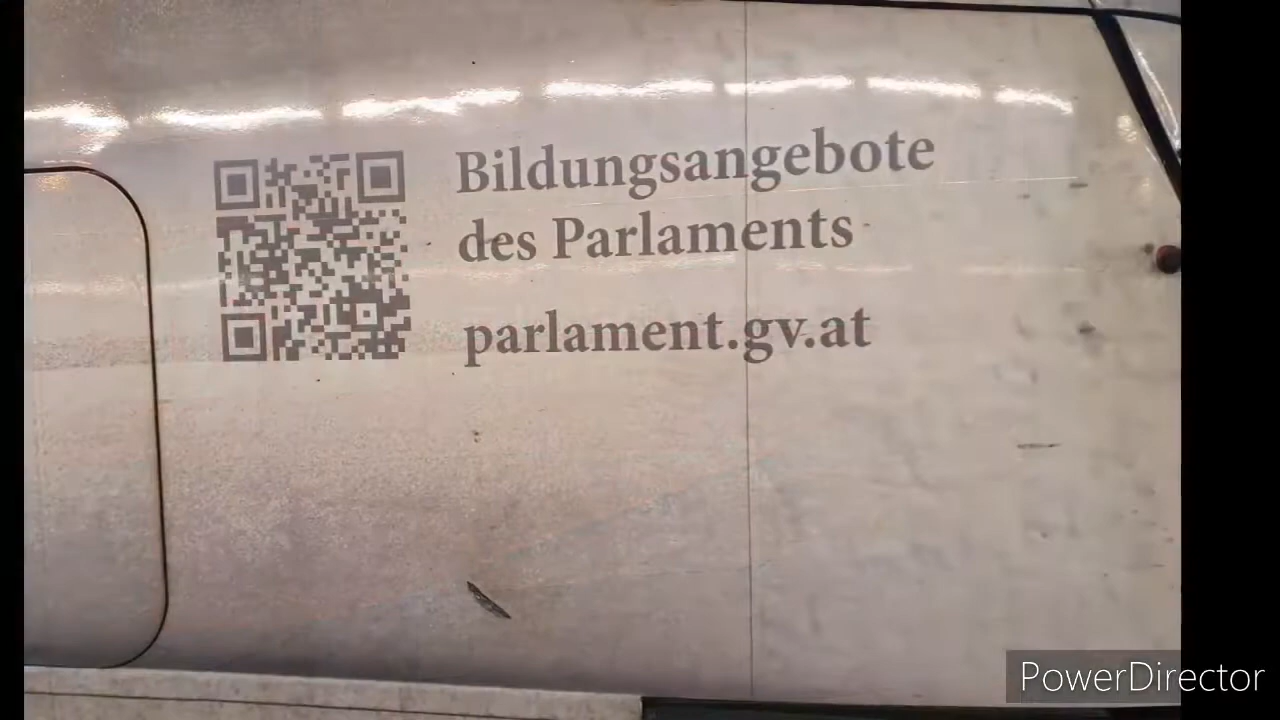 Bildungsangebote
des Parlaments
parlament.gv.at
PowerDirector